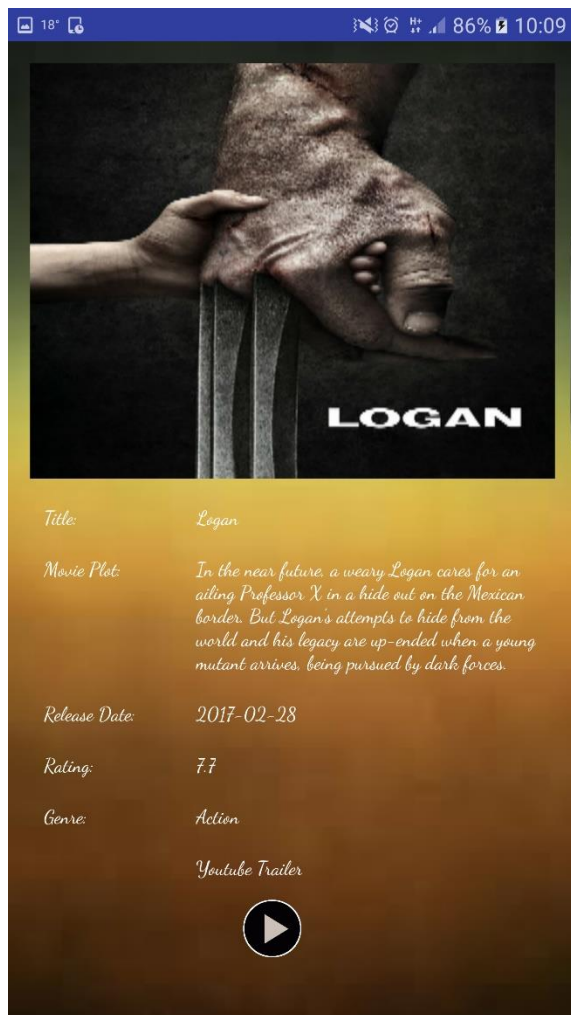 18°
H+
86%
10:09
LOGAN
Title: Logan
Movie Plot: In the near future, a weary Logan cares for an
ailing Professor X in a hide out on the Mexican
border. But Logan's attempts to hide from the
world and his legacy are up-ended when a young
mutant arrives, being pursued by dark forces.
Release Date: 2017-02-28
Rating: 7.7
Genre: Action
Youtube Trailer